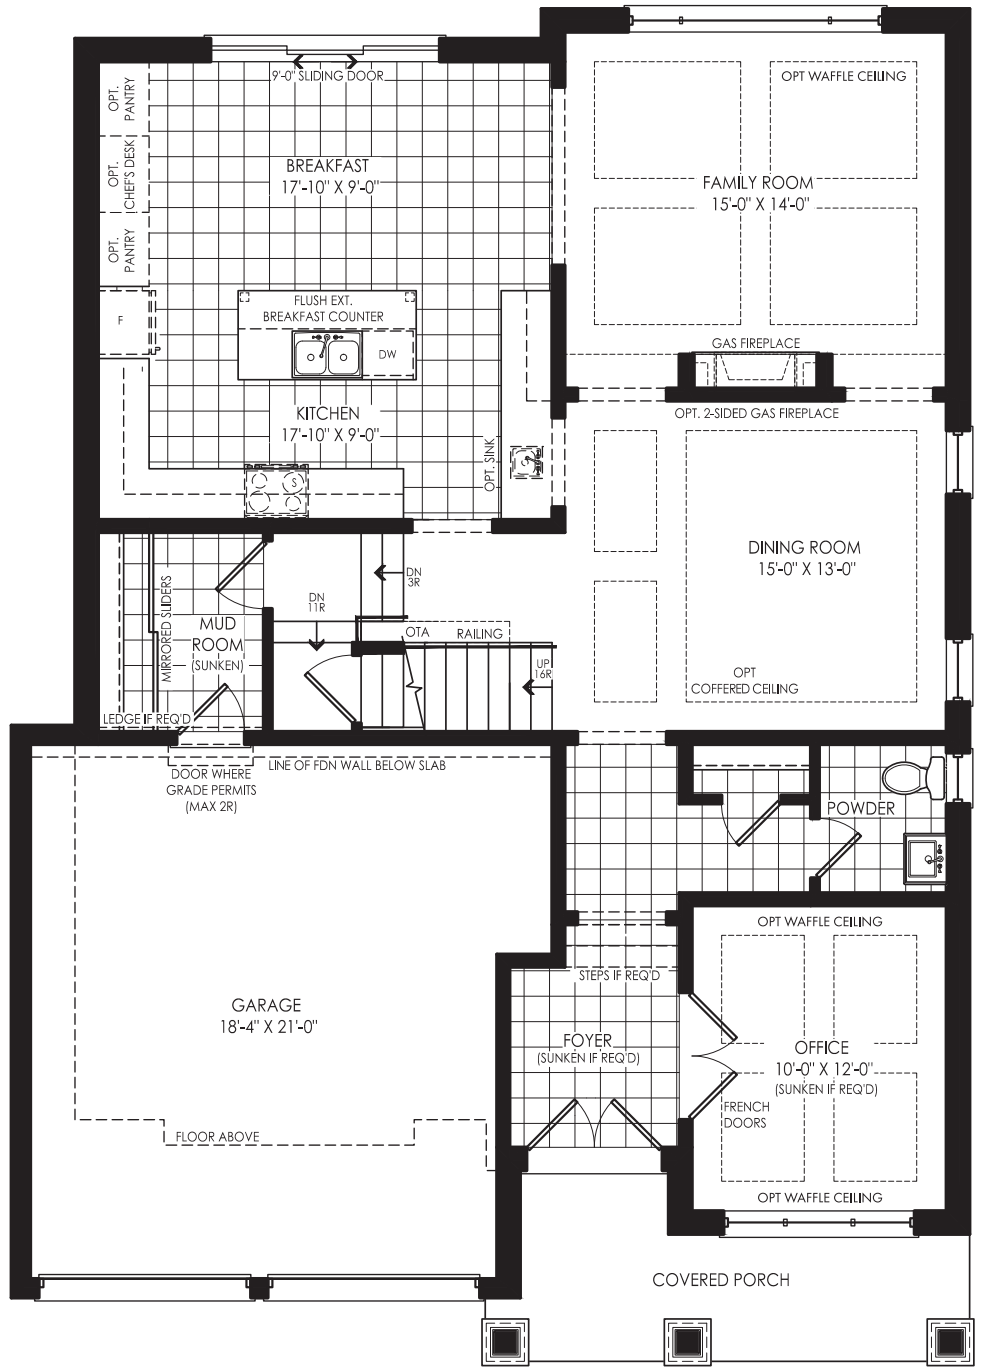 9'-0" SLIDING DOOR
OPT WAFFLE CEILING
OPT.
PANTRY
OPT.
CHEF'S DESK
OPT.
PANTRY
BREAKFAST
17'-10" X 9'-0"
FAMILY ROOM
15'-0" X 14'-0"
F
FLUSH EXT.
BREAKFAST COUNTER
DW
GAS FIREPLACE
KITCHEN
17'-10" X 9'-0"
OPT. 2-SIDED GAS FIREPLACE
OPT. SINK
S
DINING ROOM
15'-0" X 13'-0"
DN
3R
DN
11R
MIRRORED SLIDERS
MUD
ROOM
(SUNKEN)
OTA
RAILING
UP
16R
OPT
COFFERED CEILING
LEDGE IF REQ'D
LINE OF FDN WALL BELOW SLAB
DOOR WHERE
GRADE PERMITS
(MAX 2R)
POWDER
OPT WAFFLE CEILING
STEPS IF REQ'D
GARAGE
18'-4" X 21'-0"
FOYER
(SUNKEN IF REQ'D)
OFFICE
10'-0" X 12'-0"
(SUNKEN IF REQ'D)
FRENCH
DOORS
FLOOR ABOVE
OPT WAFFLE CEILING
COVERED PORCH